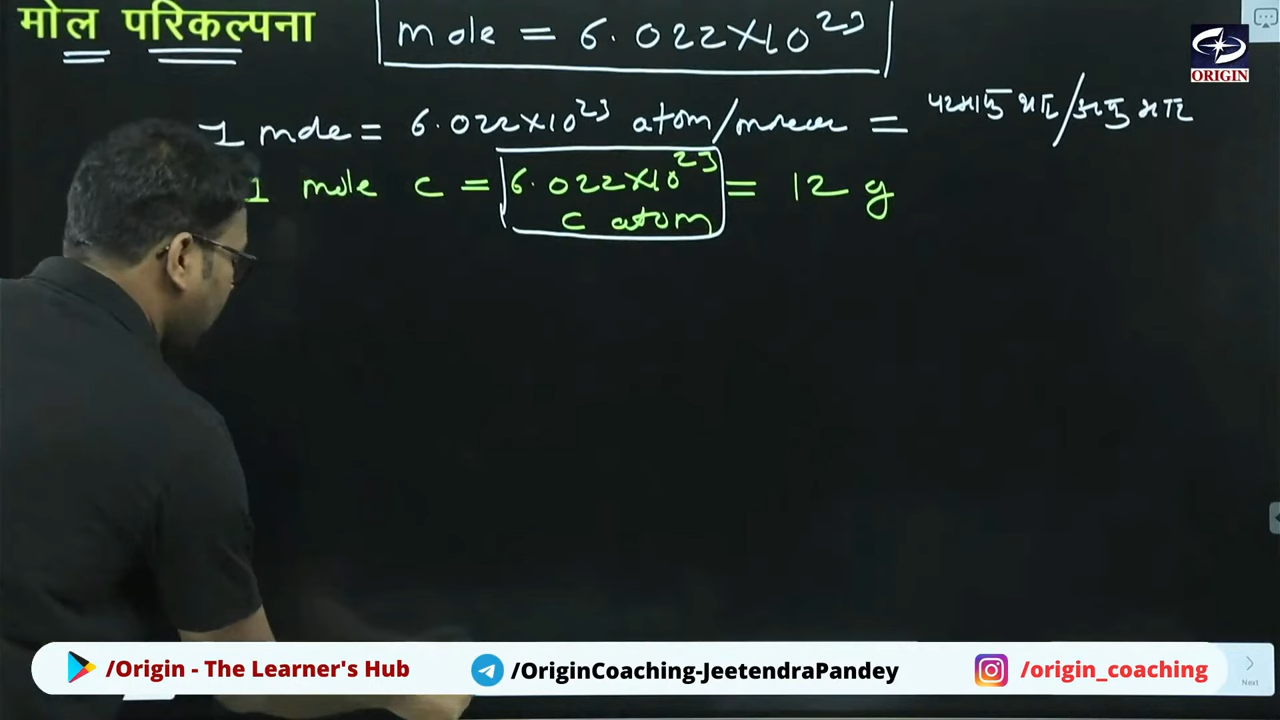 मोल परिकल्पना
mole = 6.022×10²³
ORIGIN
1 mole = 6.022×10²³ atom/ = परमाणु भार/अणु भार
1 mole C = 6.022×10²³ = 12 g
C atom
/Origin - The Learner's Hub
/OriginCoaching-JeetendraPandey
/origin_coaching
Next